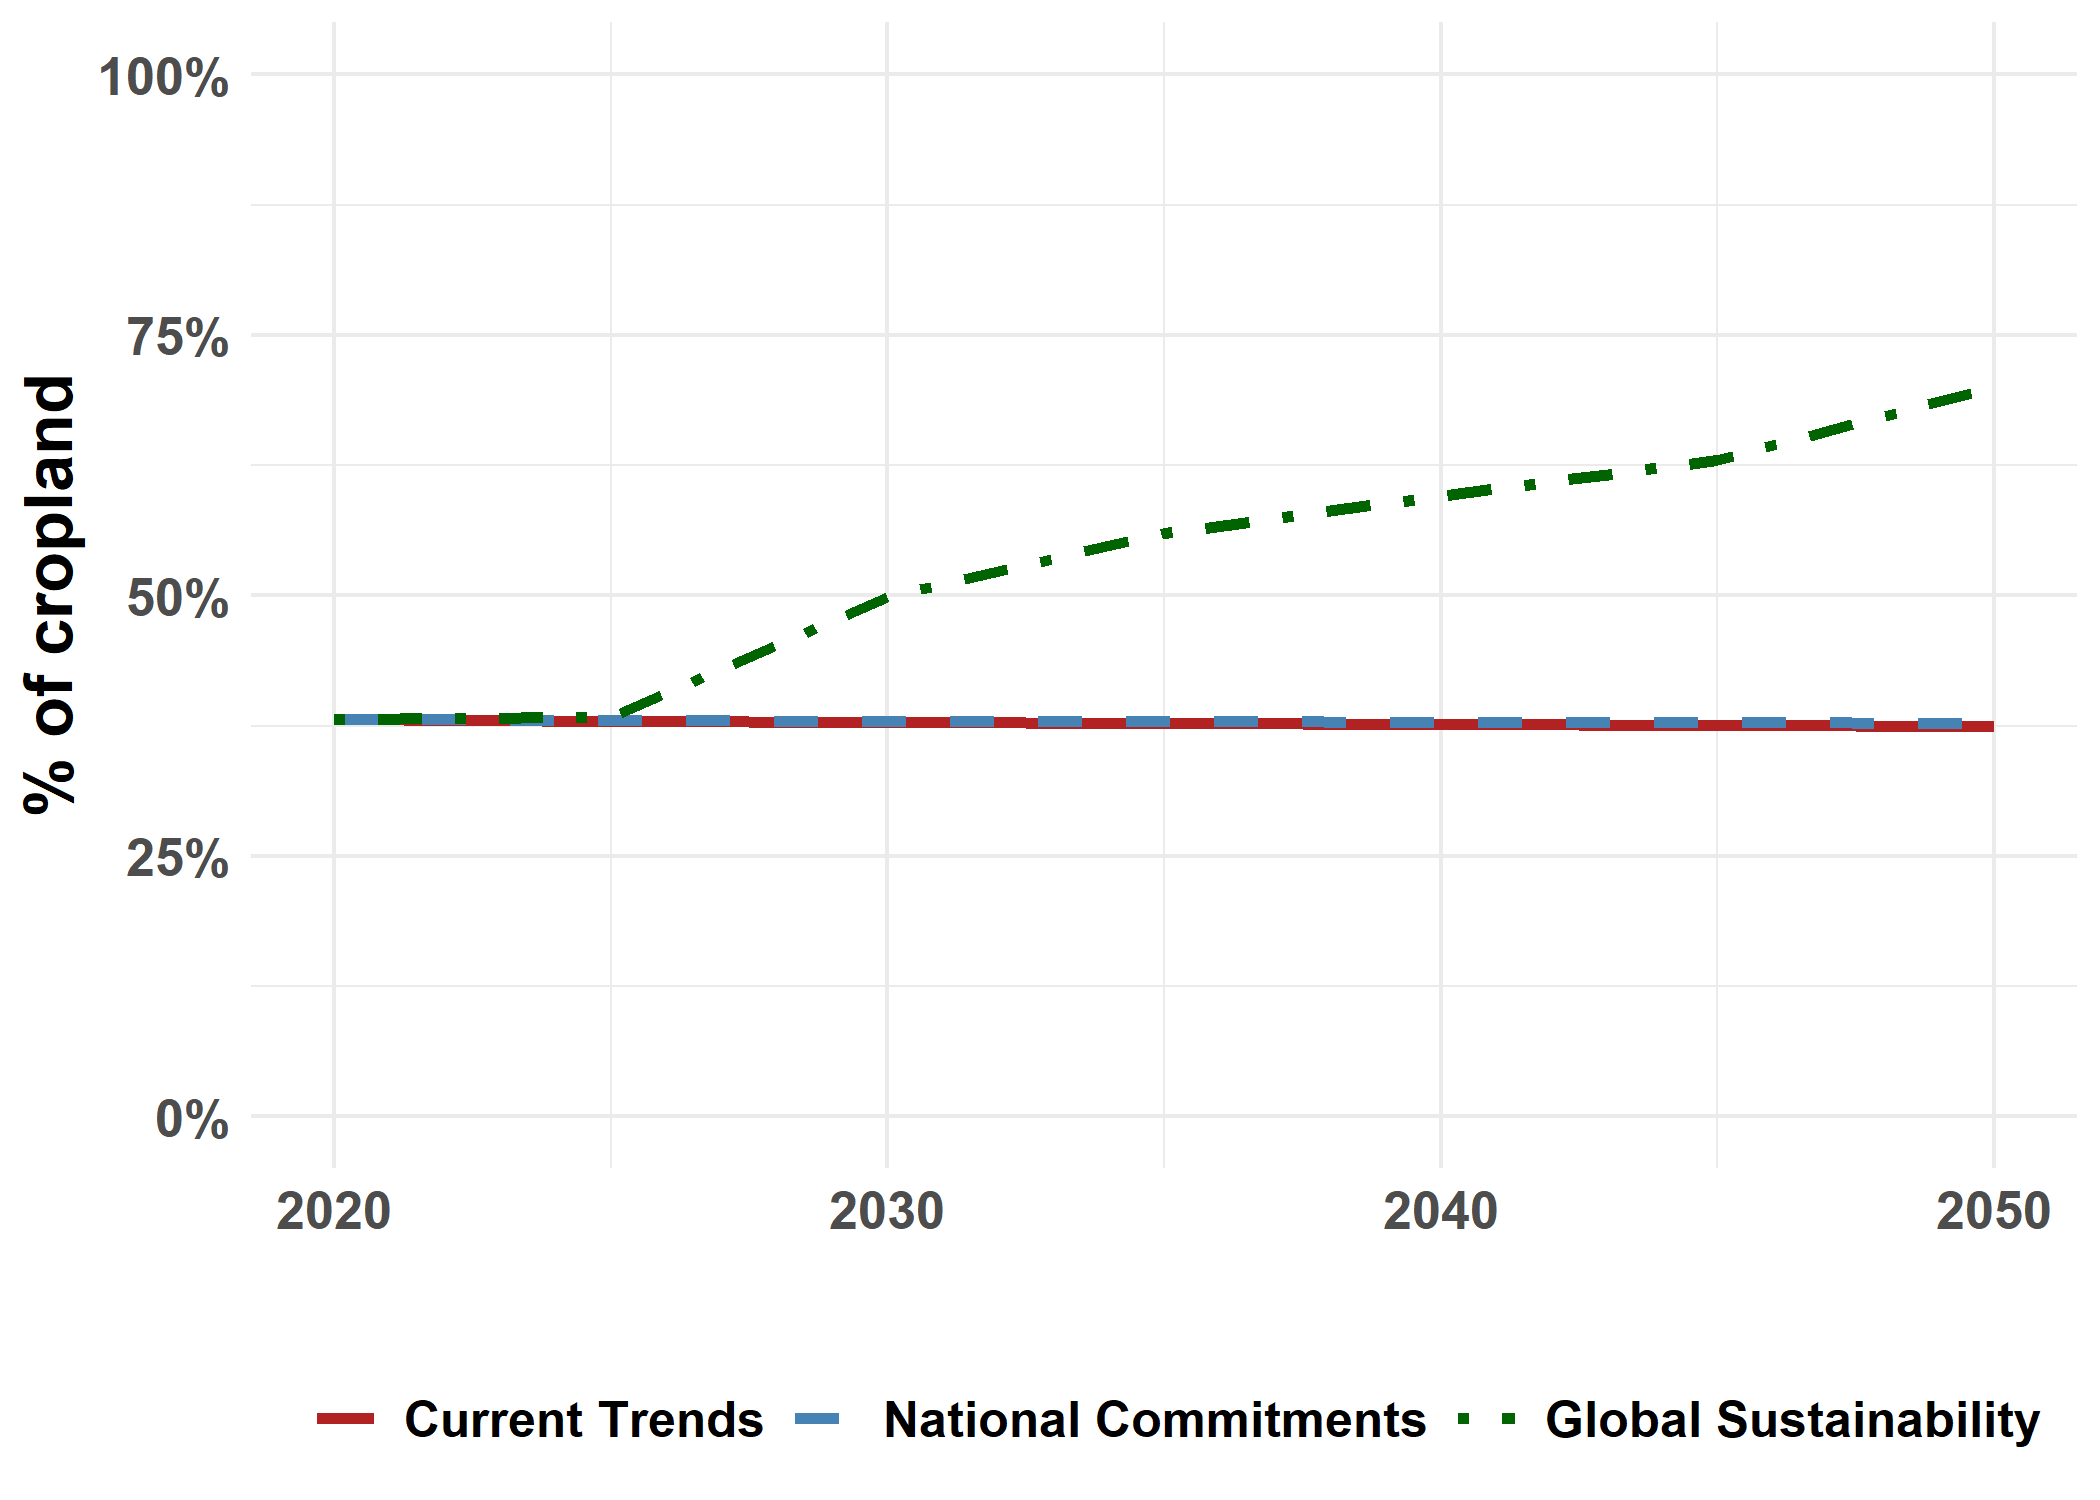 100%
75%
50%
25%
0%
% of cropland
2020 2030 2040 2050
Current Trends National Commitments Global Sustainability